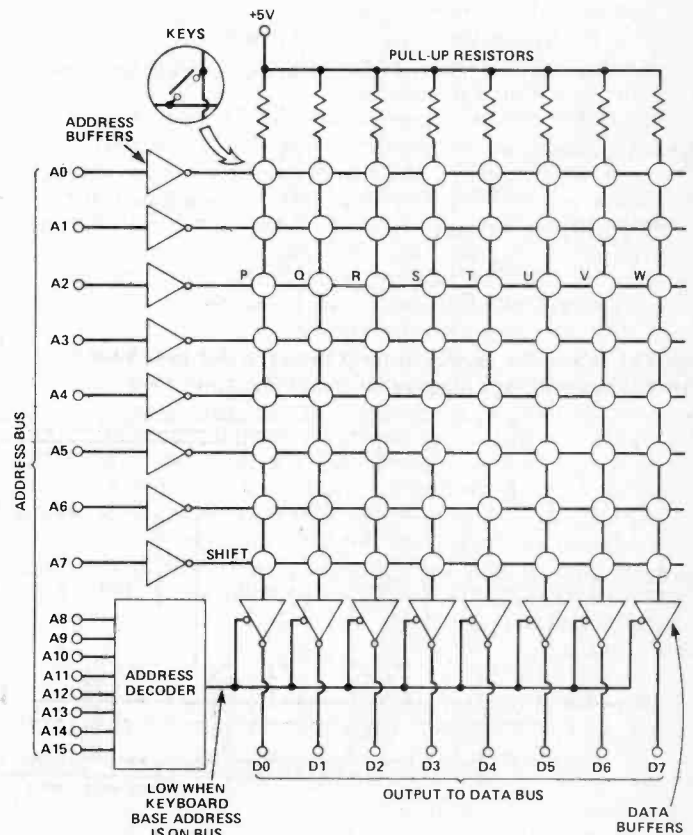 +5V
KEYS
PULL-UP RESISTORS
ADDRESS
BUFFERS
A0
A1
P Q R S T U V W
A2
A3
A4
A5
A6
A7
SHIFT
ADDRESS BUS
A8
A9
A10
A11
A12
A13
A14
A15
ADDRESS
DECODER
D0 D1 D2 D3 D4 D5 D6 D7
LOW WHEN
KEYBOARD
BASE ADDRESS
IS ON BUS
OUTPUT TO DATA BUS
DATA
BUFFERS